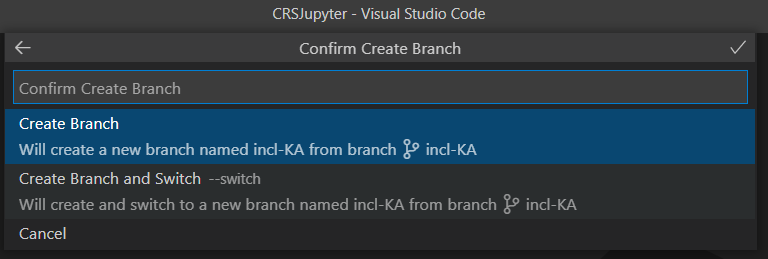 CRSJupyter - Visual Studio Code
Confirm Create Branch
Confirm Create Branch
Create Branch
Will create a new branch named incl-KA from branch incl-KA
Create Branch and Switch --switch
Will create and switch to a new branch named incl-KA from branch incl-KA
Cancel